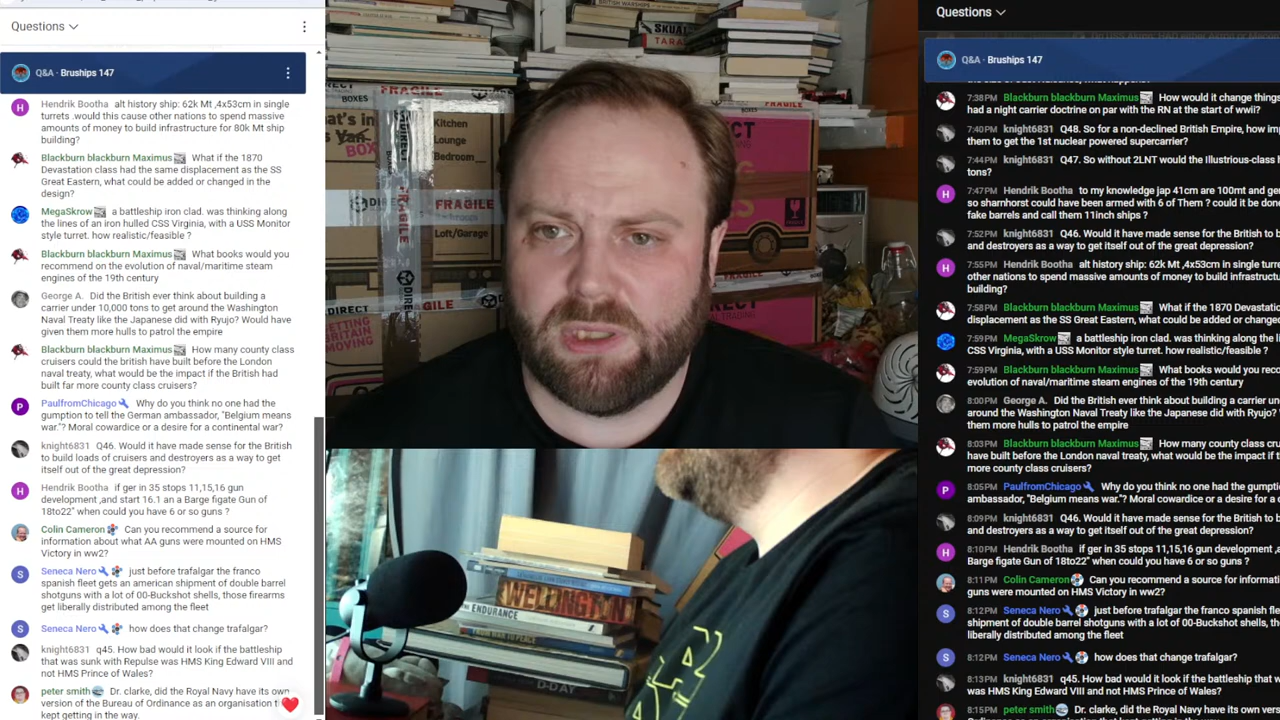 Questions
Q&A · Bruships 147
Hendrik Bootha alt history ship: 62k Mt ,4x53cm in single
turrets .would this cause other nations to spend massive
amounts of money to build infrastructure for 80k Mt ship
building?
Blackburn blackburn Maximus What if the 1870
Devastation class had the same displacement as the SS
Great Eastern, what could be added or changed in the
design?
MegaSkrow a battleship iron clad. was thinking along
the lines of an iron hulled CSS Virginia, with a USS Monitor
style turret. how realistic/feasible ?
Blackburn blackburn Maximus What books would you
recommend on the evolution of naval/maritime steam
engines of the 19th century
George A. Did the British ever think about building a
carrier under 10,000 tons to get around the Washington
Naval Treaty like the Japanese did with Ryujo? Would have
given them more hulls to patrol the empire
Blackburn blackburn Maximus How many county class
cruisers could the british have built before the London
naval treaty, what would be the impact if the British had
built far more county class cruisers?
PaulfromChicago Why do you think no one had the
gumption to tell the German ambassador, "Belgium means
war."? Moral cowardice or a desire for a continental war?
knight6831 Q46. Would it have made sense for the British
to build loads of cruisers and destroyers as a way to get
itself out of the great depression?
Hendrik Bootha if ger in 35 stops 11,15,16 gun
development ,and start 16.1 an a Barge figate Gun of
18to22" when could you have 6 or so guns ?
Colin Cameron Can you recommend a source for
information about what AA guns were mounted on HMS
Victory in ww2?
Seneca Nero just before trafalgar the franco
spanish fleet gets an american shipment of double barrel
shotguns with a lot of 00-Buckshot shells, those firearms
get liberally distributed among the fleet
Seneca Nero how does that change trafalgar?
knight6831 q45. How bad would it look if the battleship
that was sunk with Repulse was HMS King Edward VIII and
not HMS Prince of Wales?
peter smith Dr. clarke, did the Royal Navy have its own
version of the Bureau of Ordinance as an organisation
kept getting in the way.
BRITISH WARSHIPS
TARA
FRAGILE
BOXES
FRAGILE
FRAGILE
Kitchen
Lounge
Bedroom
BOX
DIRECT
FRAGILE
Loft/Garage
DIRECT
FRAGILE
DIRECT
GETTING
BRITAIN
MOVING
WELLINGTON
ENDURANCE
D-DAY
Questions
Q&A · Bruships 147
7:38PM Blackburn blackburn Maximus How would it change things
had a night carrier doctrine on par with the RN at the start of wwii?
7:40PM knight6831 Q48. So for a non-declined British Empire, how
them to get the 1st nuclear powered supercarrier?
7:44PM knight6831 Q47. So without 2LNT would the Illustrious-class
tons?
7:47PM Hendrik Bootha to my knowledge jap 41cm are 100mt and
so sharnhorst could have been armed with 6 of Them ? could it be
fake barrels and call them 11inch ships ?
7:52PM knight6831 Q46. Would it have made sense for the British to
and destroyers as a way to get itself out of the great depression?
7:55PM Hendrik Bootha alt history ship: 62k Mt ,4x53cm in single
other nations to spend massive amounts of money to build
building?
7:58PM Blackburn blackburn Maximus What if the 1870
displacement as the SS Great Eastern, what could be added or
7:59PM MegaSkrow a battleship iron clad. was thinking along the
CSS Virginia, with a USS Monitor style turret. how realistic/feasible ?
7:59PM Blackburn blackburn Maximus What books would you
evolution of naval/maritime steam engines of the 19th century
8:00PM George A. Did the British ever think about building a
around the Washington Naval Treaty like the Japanese did with
them more hulls to patrol the empire
8:03PM Blackburn blackburn Maximus How many county class
have built before the London naval treaty, what would be the impact
more county class cruisers?
8:05PM PaulfromChicago Why do you think no one had the
ambassador, "Belgium means war."? Moral cowardice or a desire for
8:09PM knight6831 Q46. Would it have made sense for the British to
and destroyers as a way to get itself out of the great depression?
8:10PM Hendrik Bootha if ger in 35 stops 11,15,16 gun
Barge figate Gun of 18to22" when could you have 6 or so guns ?
8:11PM Colin Cameron Can you recommend a source for
guns were mounted on HMS Victory in ww2?
8:12PM Seneca Nero just before trafalgar the franco
shipment of double barrel shotguns with a lot of 00-Buckshot
liberally distributed among the fleet
8:12PM Seneca Nero how does that change trafalgar?
8:13PM knight6831 q45. How bad would it look if the battleship
was HMS King Edward VIII and not HMS Prince of Wales?
8:15PM peter smith Dr. clarke, did the Royal Navy have its own